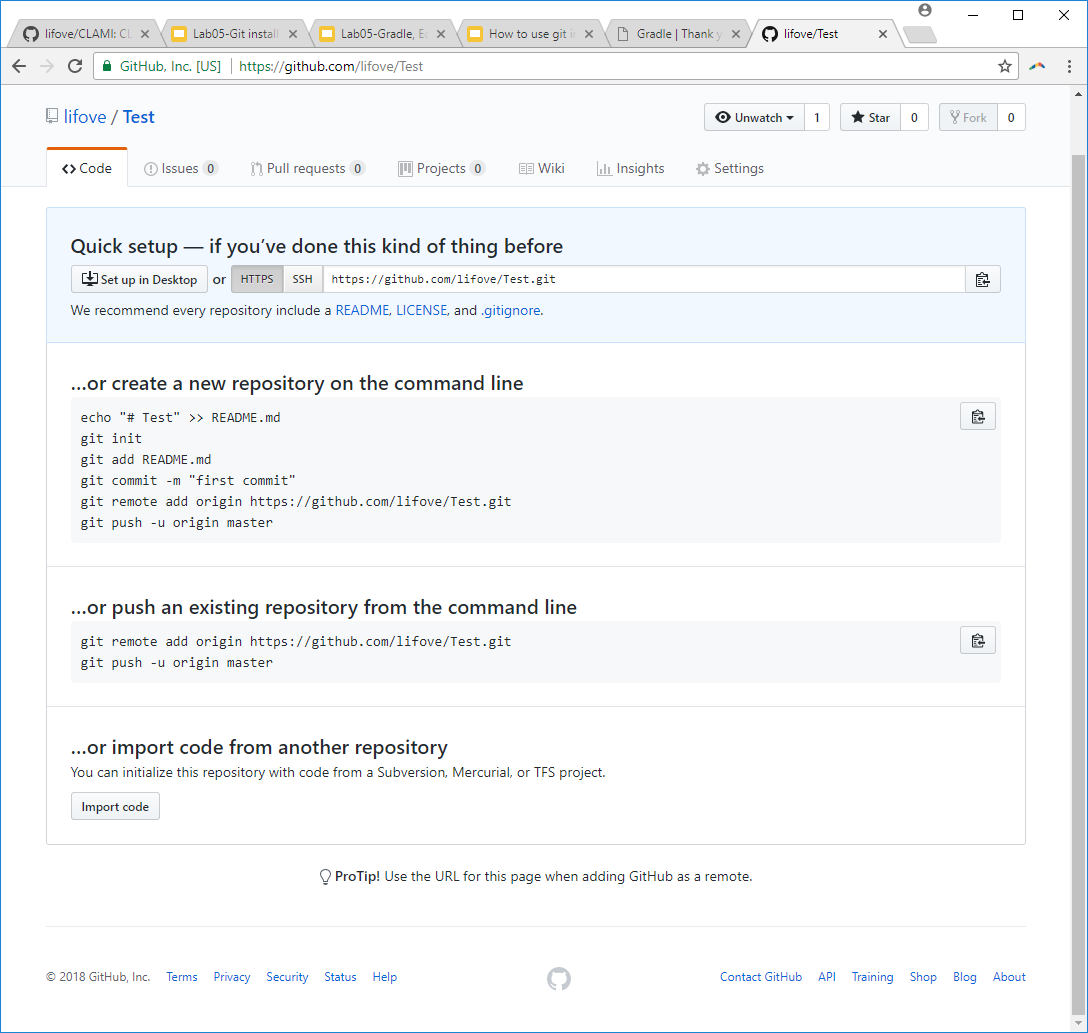 lifove/CLAMI: CL
Lab05-Git install
Lab05-Gradle, Ec
How to use git in
Gradle | Thank y
lifove/Test
GitHub, Inc. [US]
https://github.com/lifove/Test
lifove / Test
Unwatch 1
Star 0
Fork 0
Code
Issues 0
Pull requests 0
Projects 0
Wiki
Insights
Settings
Quick setup — if you’ve done this kind of thing before
Set up in Desktop or HTTPS SSH https://github.com/lifove/Test.git
We recommend every repository include a README, LICENSE, and .gitignore.
…or create a new repository on the command line
echo "# Test" >> README.md
git init
git add README.md
git commit -m "first commit"
git remote add origin https://github.com/lifove/Test.git
git push -u origin master
…or push an existing repository from the command line
git remote add origin https://github.com/lifove/Test.git
git push -u origin master
…or import code from another repository
You can initialize this repository with code from a Subversion, Mercurial, or TFS project.
Import code
ProTip! Use the URL for this page when adding GitHub as a remote.
© 2018 GitHub, Inc. Terms Privacy Security Status Help
Contact GitHub API Training Shop Blog About